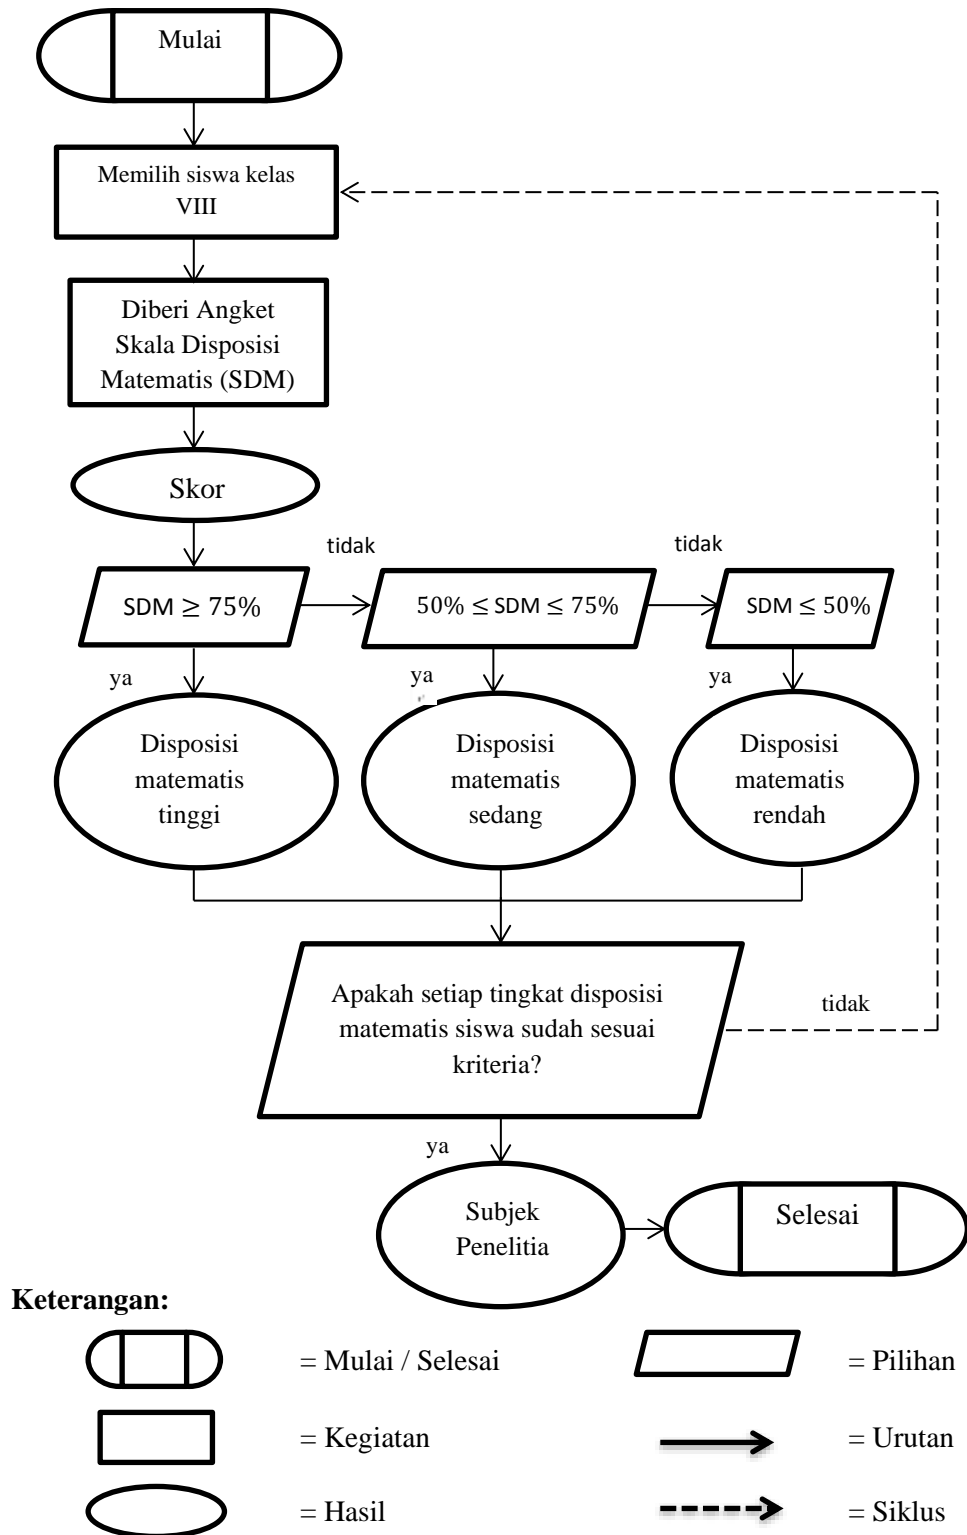 Mulai
Memilih siswa kelas
VIII
Diberi Angket
Skala Disposisi
Matematis (SDM)
Skor
tidak
tidak
SDM ≥ 75%
50% ≤ SDM ≤ 75%
SDM ≤ 50%
ya
ya
ya
Disposisi
matematis
tinggi
Disposisi
matematis
sedang
Disposisi
matematis
rendah
Apakah setiap tingkat disposisi
matematis siswa sudah sesuai
kriteria?
tidak
ya
Subjek
Penelitia
Selesai
Keterangan:
= Mulai / Selesai
= Pilihan
= Kegiatan
= Urutan
= Hasil
= Siklus